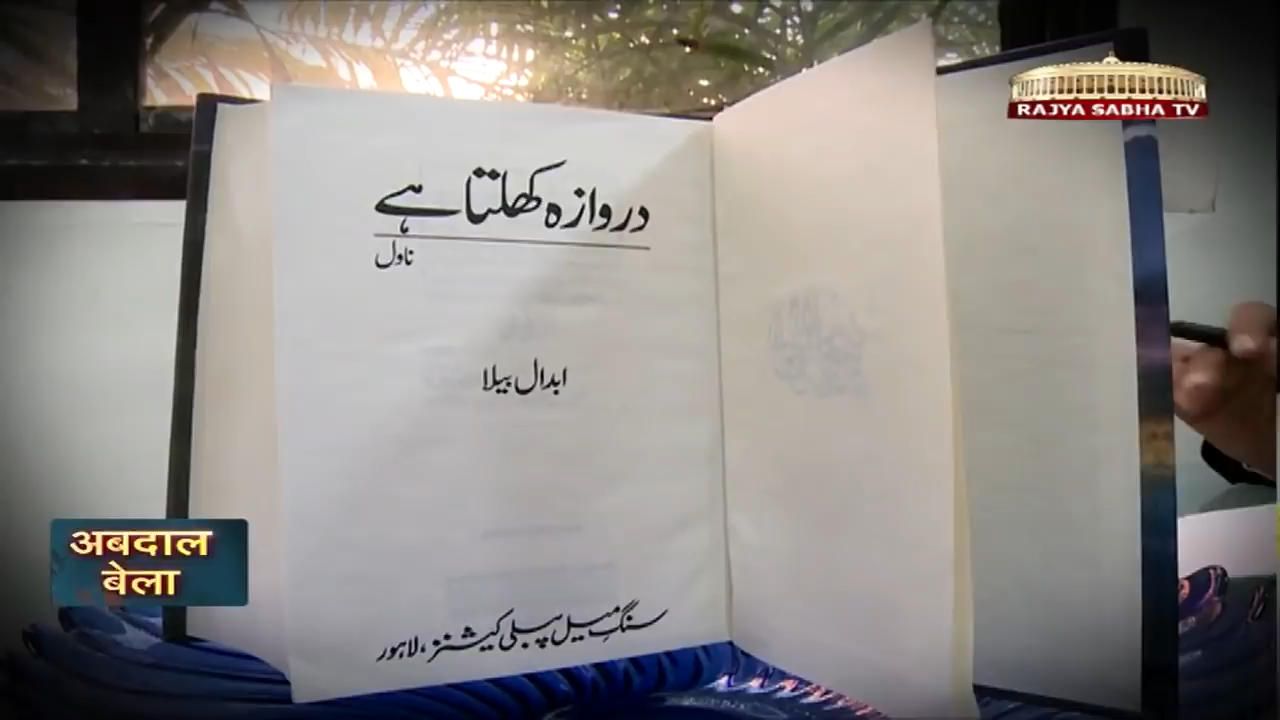 RAJYA SABHA TV
دروازہ کھلتا ہے
ناول
ابدال بیلا
سنگِ میل پبلی کیشنز، لاہور
अबदाल
बेला